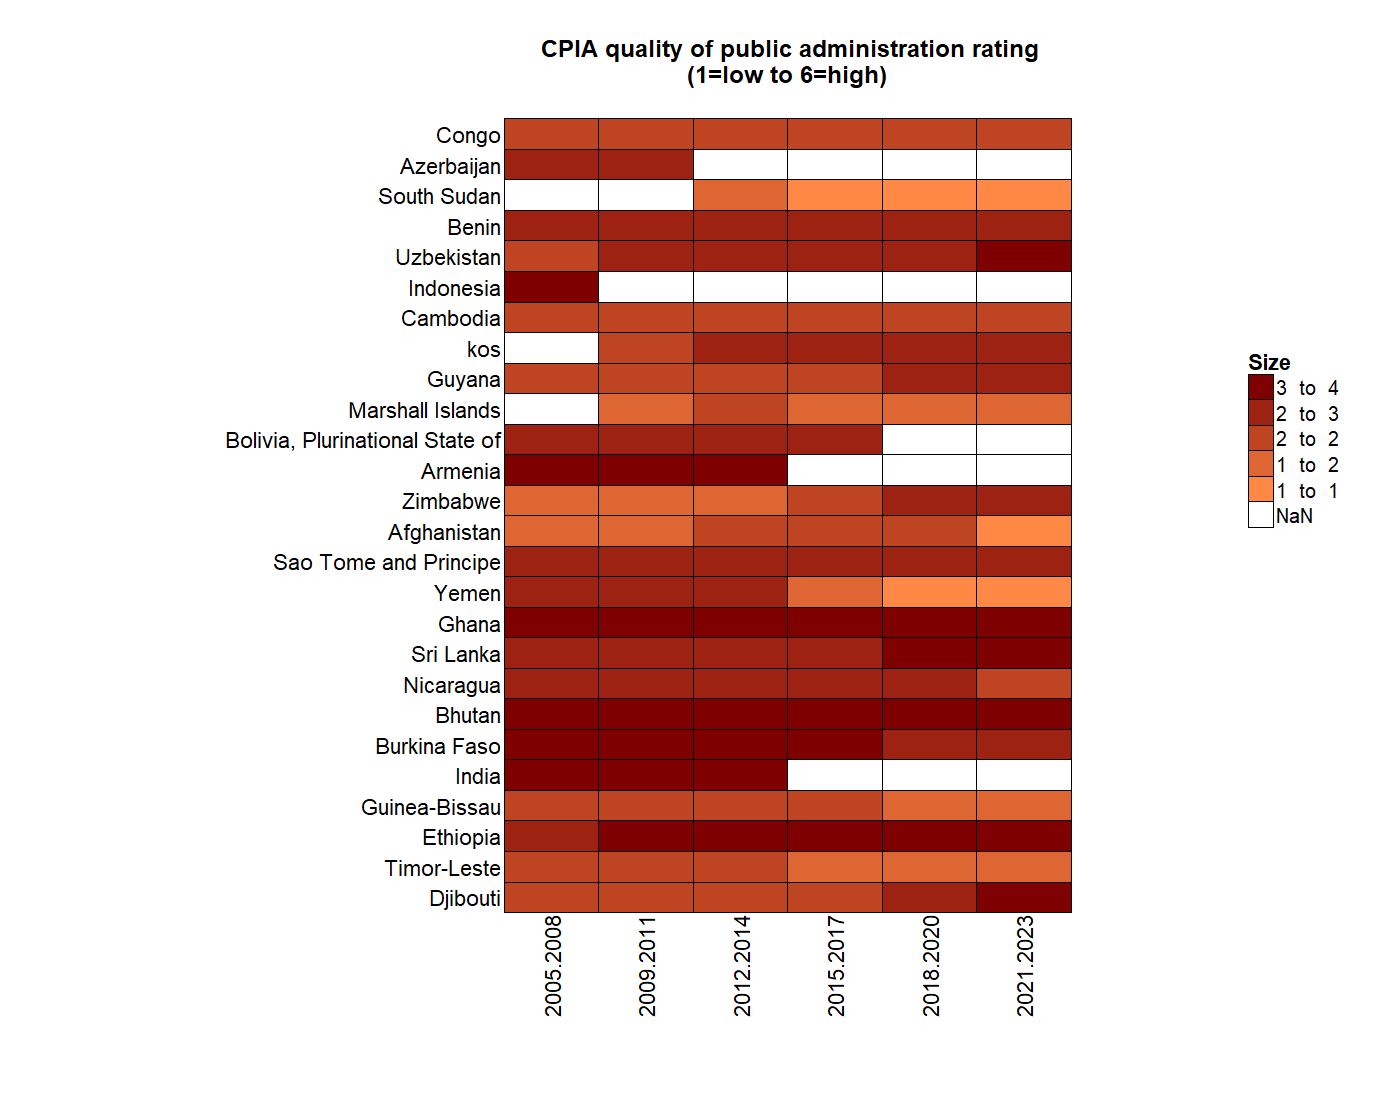 CPIA quality of public administration rating
(1=low to 6=high)
Congo
Azerbaijan
South Sudan
Benin
Uzbekistan
Indonesia
Cambodia
kos
Guyana
Marshall Islands
Bolivia, Plurinational State of
Armenia
Zimbabwe
Afghanistan
Sao Tome and Principe
Yemen
Ghana
Sri Lanka
Nicaragua
Bhutan
Burkina Faso
India
Guinea-Bissau
Ethiopia
Timor-Leste
Djibouti
2005.2008
2009.2011
2012.2014
2015.2017
2018.2020
2021.2023
Size
3 to 4
2 to 3
2 to 2
1 to 2
1 to 1
NaN